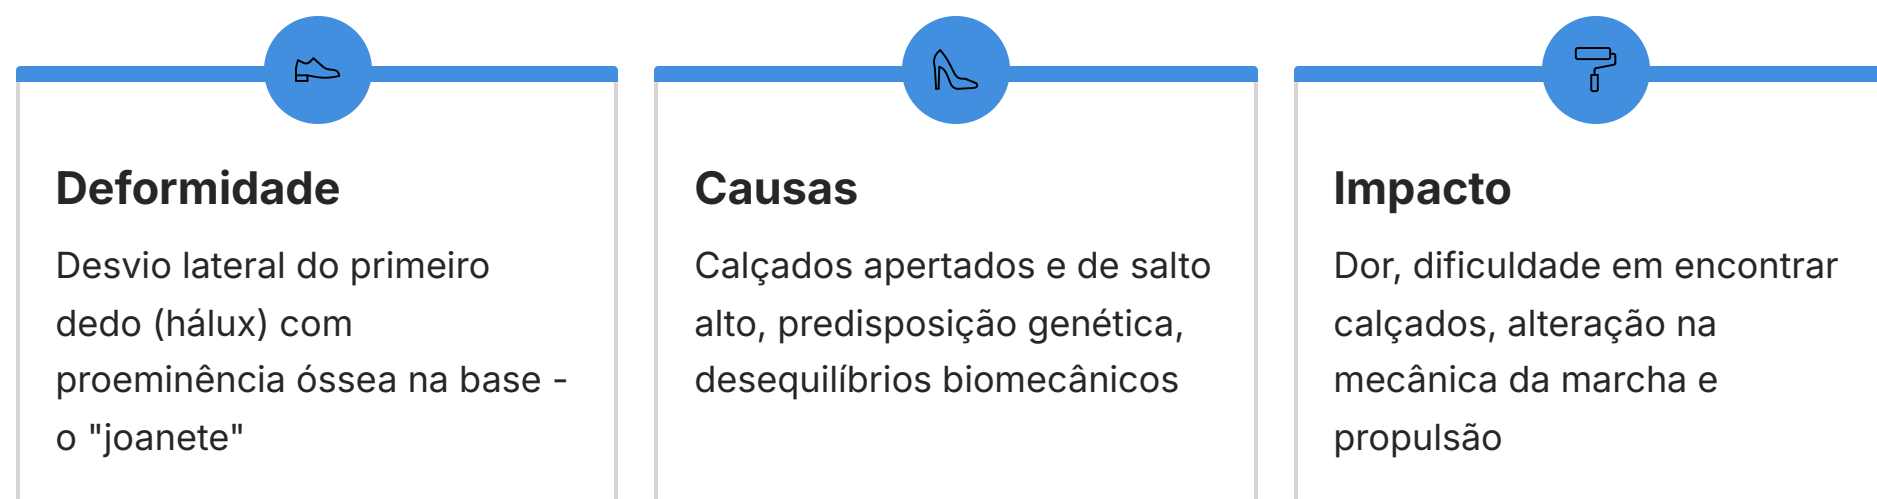 Deformidade
Desvio lateral do primeiro
dedo (hálux) com
proeminência óssea na base -
o "joanete"
Causas
Calçados apertados e de salto
alto, predisposição genética,
desequilíbrios biomecânicos
Impacto
Dor, dificuldade em encontrar
calçados, alteração na
mecânica da marcha e
propulsão